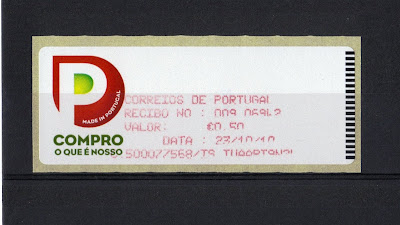 MADE IN PORTUGAL
COMPRO
O QUE É NOSSO
CORREIOS DE PORTUGAL
RECIBO NO : 009 06962
VALOR: €0,50
DATA : 23/10/10